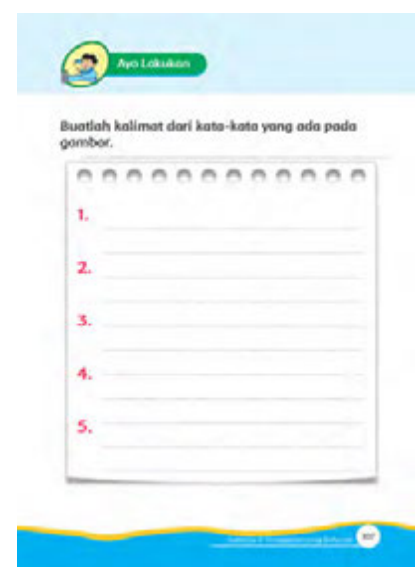 Ayo Lakukan
Buatlah kalimat dari kata-kata yang ada pada
gambar.
1.
2.
3.
4.
5.